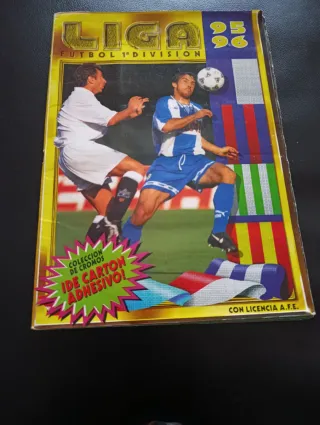 LIGA
FUTBOL 1ª DIVISION
95
96
COLECCION
DE CROMOS
¡DE CARTON
ADHESIVO!
CON LICENCIA A.F.E.